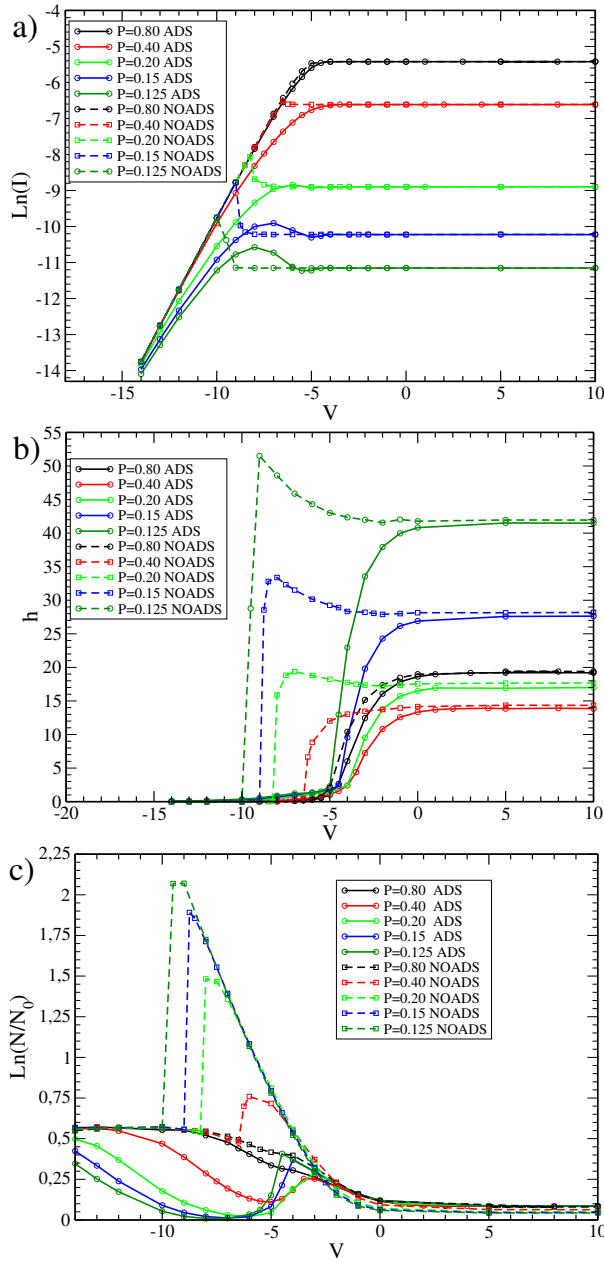 a)
-4
-5
-6
-7
-8
-9
-10
-11
-12
-13
-14
Ln(I)
P=0.80 ADS
P=0.40 ADS
P=0.20 ADS
P=0.15 ADS
P=0.125 ADS
P=0.80 NOADS
P=0.40 NOADS
P=0.20 NOADS
P=0.15 NOADS
P=0.125 NOADS
-15 -10 -5 0 5 10
V
b)
60
55
50
45
40
35
30
25
20
15
10
5
0
h
P=0.80 ADS
P=0.40 ADS
P=0.20 ADS
P=0.15 ADS
P=0.125 ADS
P=0.80 NOADS
P=0.40 NOADS
P=0.20 NOADS
P=0.15 NOADS
P=0.125 NOADS
-20 -15 -10 -5 0 5 10
V
c)
2,25
2
1,75
1,5
1,25
1
0,75
0,5
0,25
0
Ln(N/N0)
P=0.80 ADS
P=0.40 ADS
P=0.20 ADS
P=0.15 ADS
P=0.125 ADS
P=0.80 NOADS
P=0.40 NOADS
P=0.20 NOADS
P=0.15 NOADS
P=0.125 NOADS
-10 -5 0 5 10
V